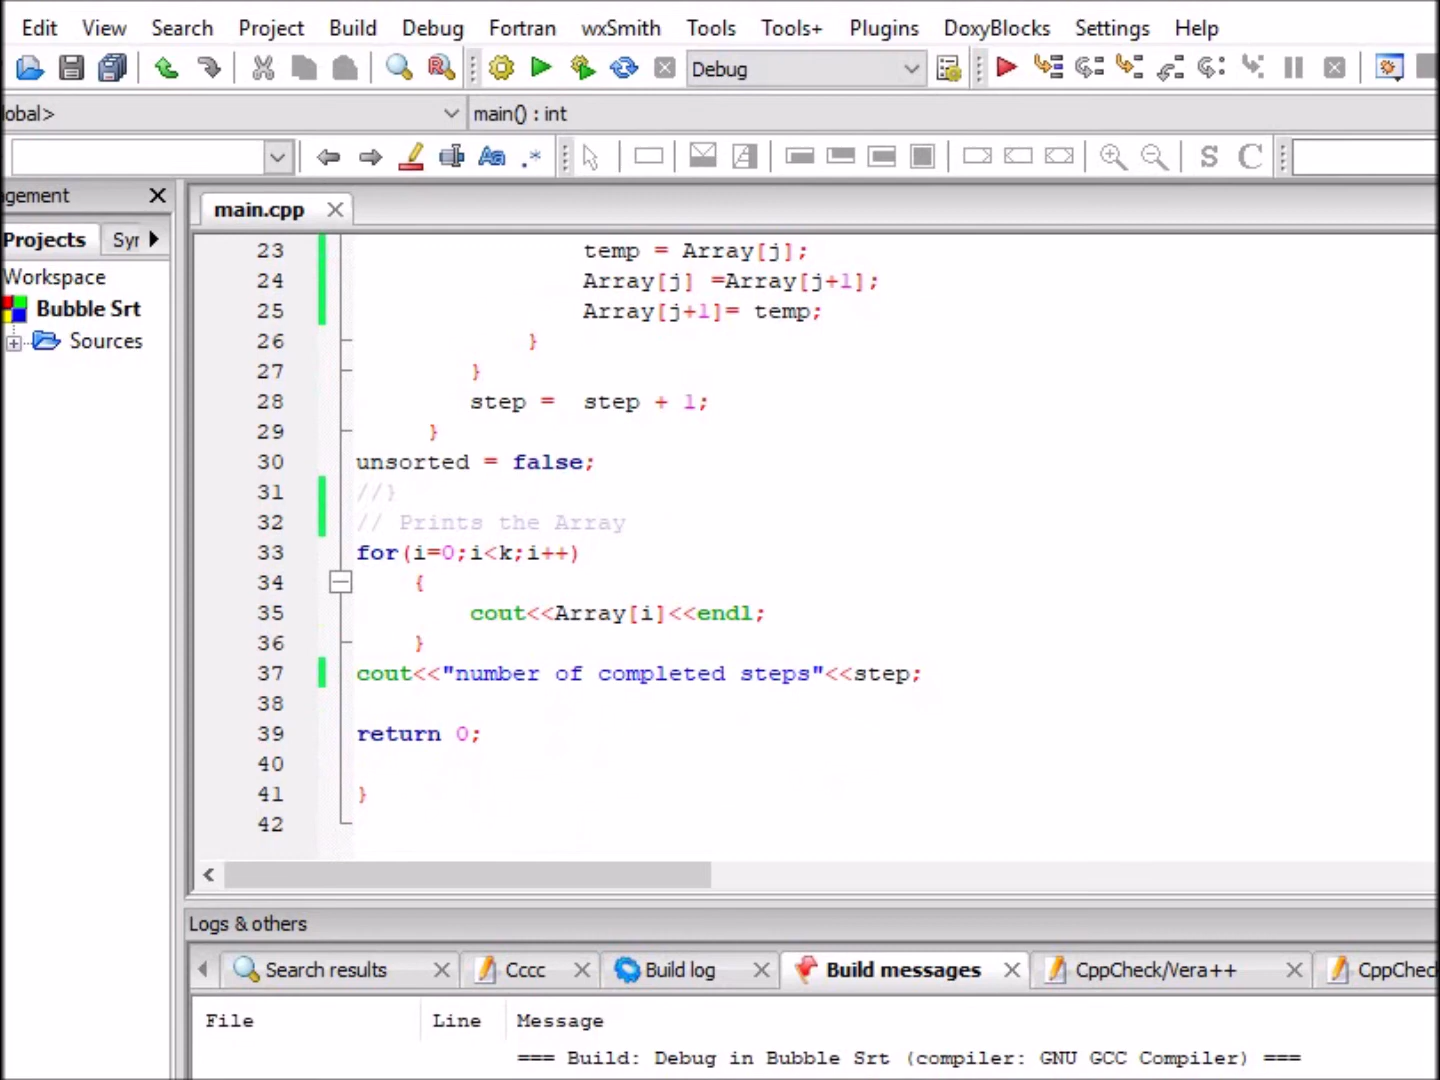 Edit View Search Project Build Debug Fortran wxSmith Tools Tools+ Plugins DoxyBlocks Settings Help
Debug
obal> main() : int
Aa .* S C
gement
main.cpp
Projects Syr
Workspace
Bubble Srt
Sources
23 temp = Array[j];
24 Array[j] =Array[j+1];
25 Array[j+1]= temp;
26 }
27 }
28 step = step + 1;
29 }
30 unsorted = false;
31 //}
32 // Prints the Array
33 for(i=0;i<k;i++)
34 {
35 cout<<Array[i]<<endl;
36 }
37 cout<<"number of completed steps"<<step;
38
39 return 0;
40
41 }
42
Logs & others
Search results Cccc Build log Build messages CppCheck/Vera++ CppChec
File Line Message
=== Build: Debug in Bubble Srt (compiler: GNU GCC Compiler) ===